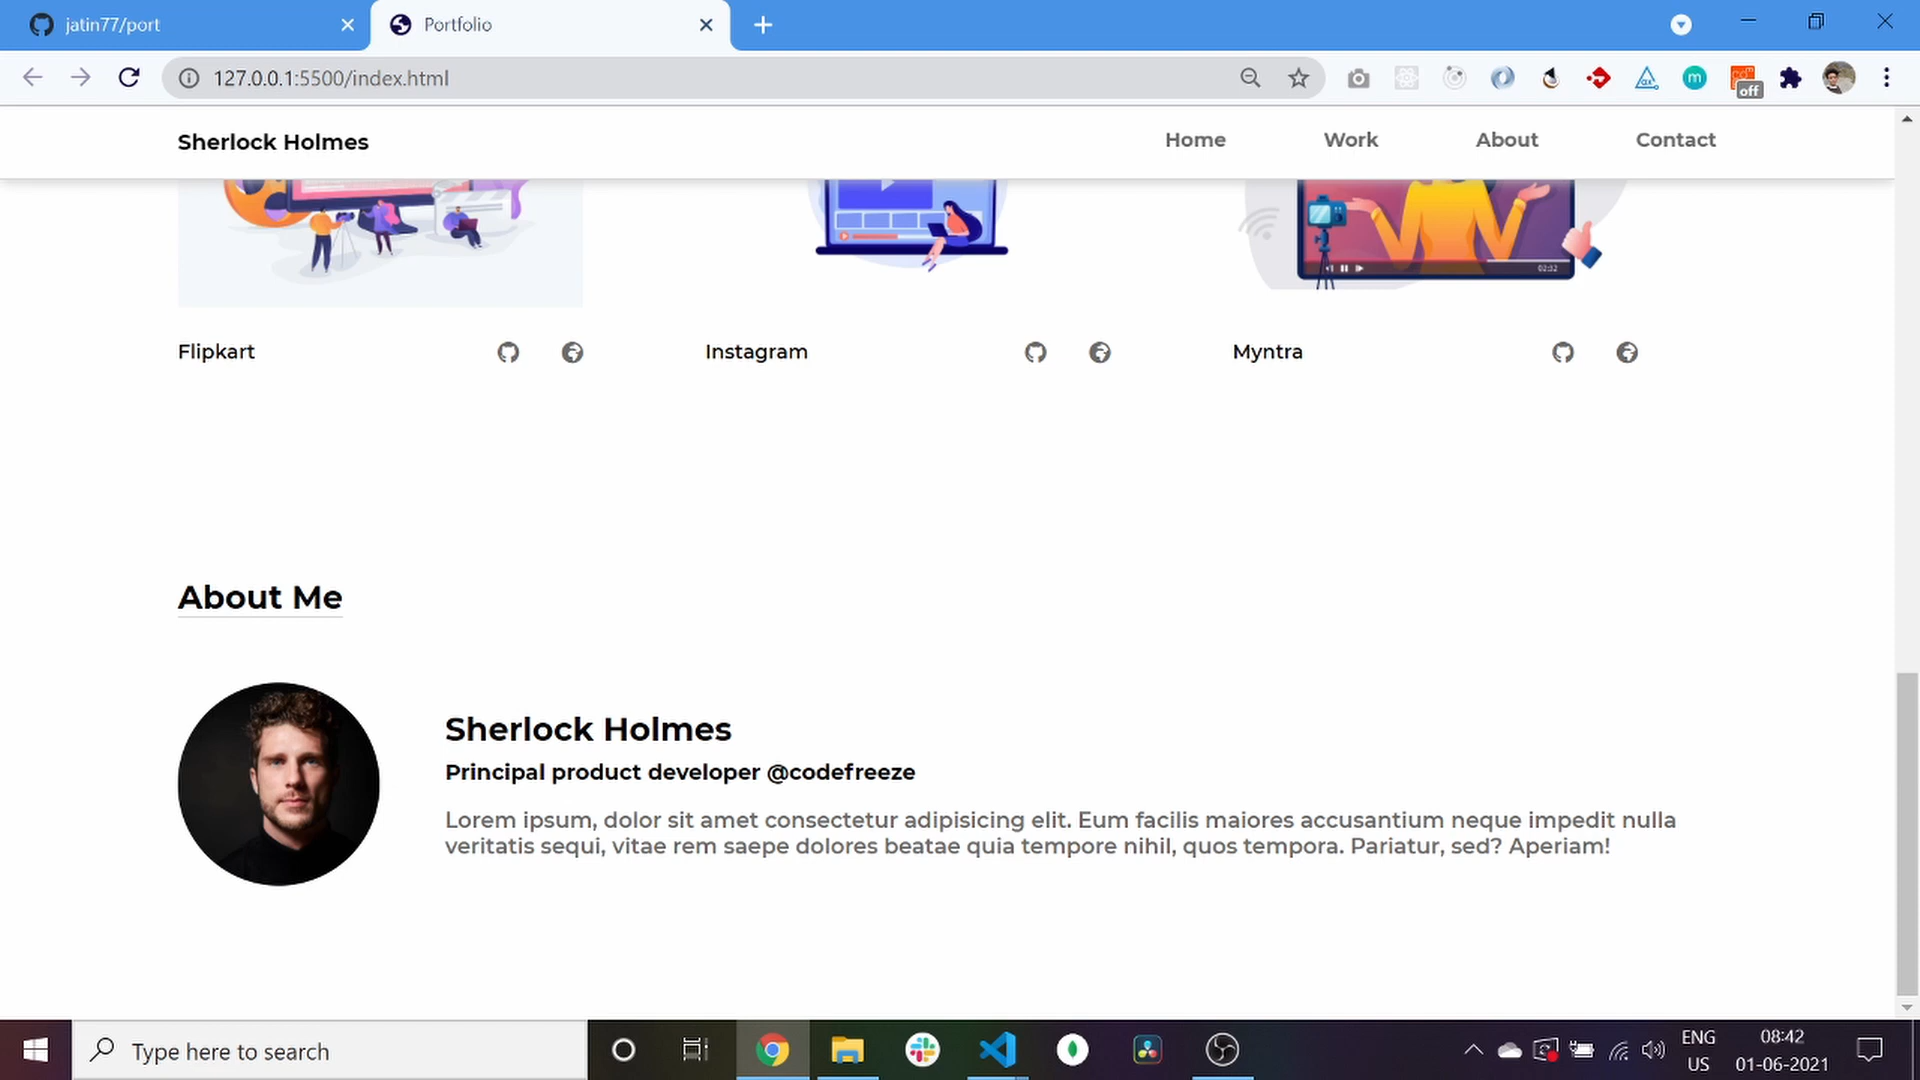 jatin77/port
Portfolio
127.0.0.1:5500/index.html
off
Sherlock Holmes
Home
Work
About
Contact
02:32
Flipkart
Instagram
Myntra
About Me
Sherlock Holmes
Principal product developer @codefreeze
Lorem ipsum, dolor sit amet consectetur adipisicing elit. Eum facilis maiores accusantium neque impedit nulla
veritatis sequi, vitae rem saepe dolores beatae quia tempore nihil, quos tempora. Pariatur, sed? Aperiam!
Type here to search
ENG
US
08:42
01-06-2021